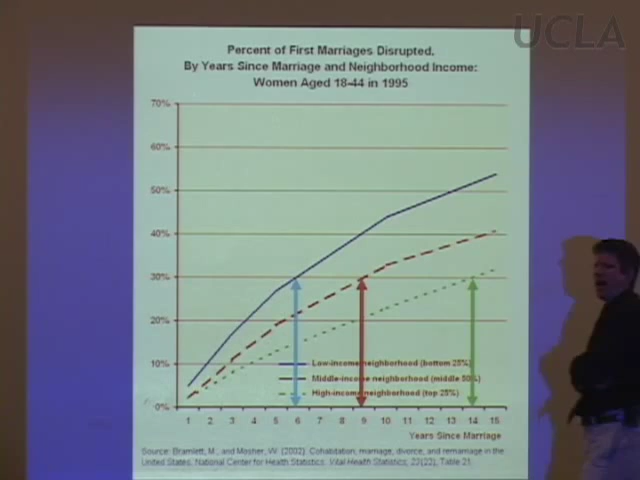 UCLA
Percent of First Marriages Disrupted,
By Years Since Marriage and Neighborhood Income:
Women Aged 18-44 in 1995
70%
60%
50%
40%
30%
20%
10%
0%
Low-income neighborhood (bottom 25%)
Middle-income neighborhood (middle 50%)
High-income neighborhood (top 25%)
1 2 3 4 5 6 7 8 9 10 11 12 13 14 15
Years Since Marriage
Source: Bramlett, M., and Mosher, W. (2002). Cohabitation, marriage, divorce, and remarriage in the
United States. National Center for Health Statistics. Vital Health Statistics, 23(22), Table 21.